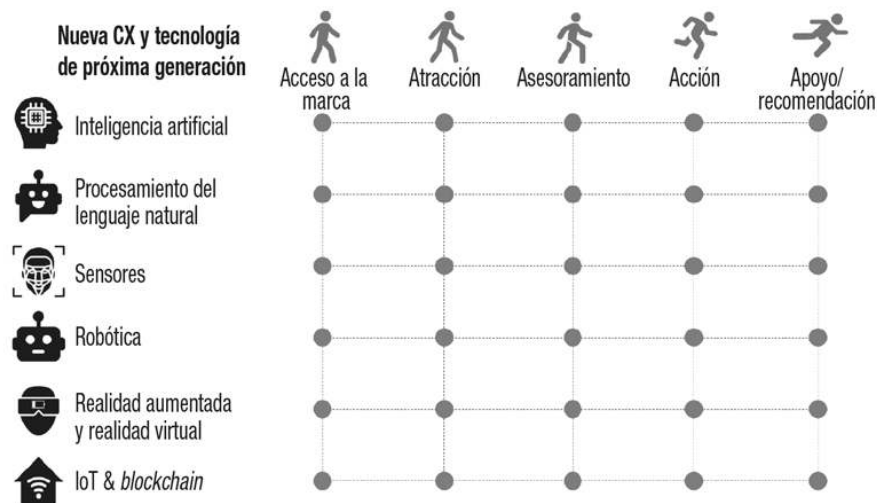 Nueva CX y tecnología
de próxima generación
Acceso a la
marca
Atracción
Asesoramiento
Acción
Apoyo/
recomendación
Inteligencia artificial
Procesamiento del
lenguaje natural
Sensores
Robótica
Realidad aumentada
y realidad virtual
IoT & blockchain